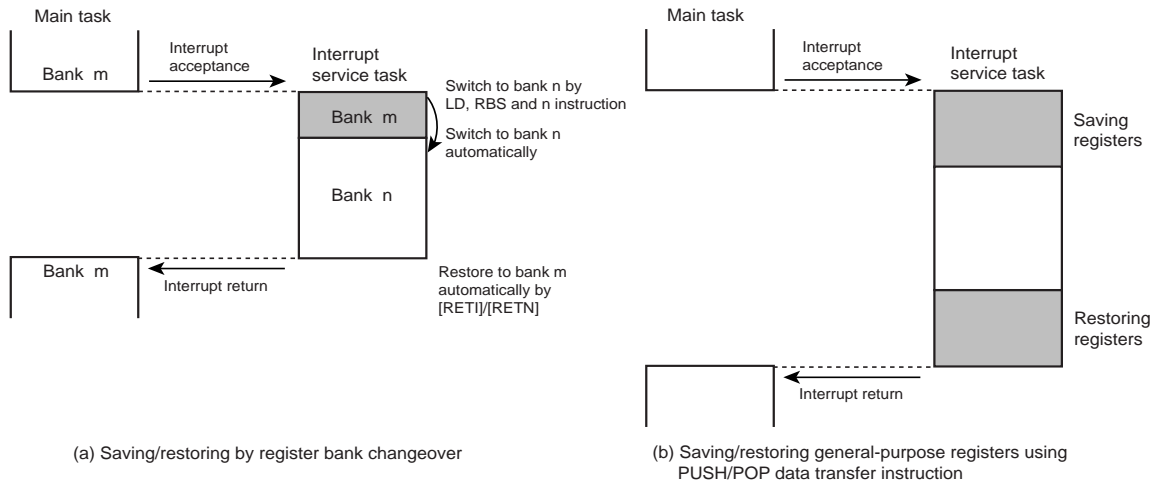 Main task
Bank m
Interrupt
acceptance
Interrupt
service task
Switch to bank n by
LD, RBS and n instruction
Bank m
Switch to bank n
automatically
Bank n
Bank m
Interrupt return
Restore to bank m
automatically by
[RETI]/[RETN]
(a) Saving/restoring by register bank changeover
Main task
Interrupt
acceptance
Interrupt
service task
Saving
registers
Restoring
registers
Interrupt return
(b) Saving/restoring general-purpose registers using
PUSH/POP data transfer instruction